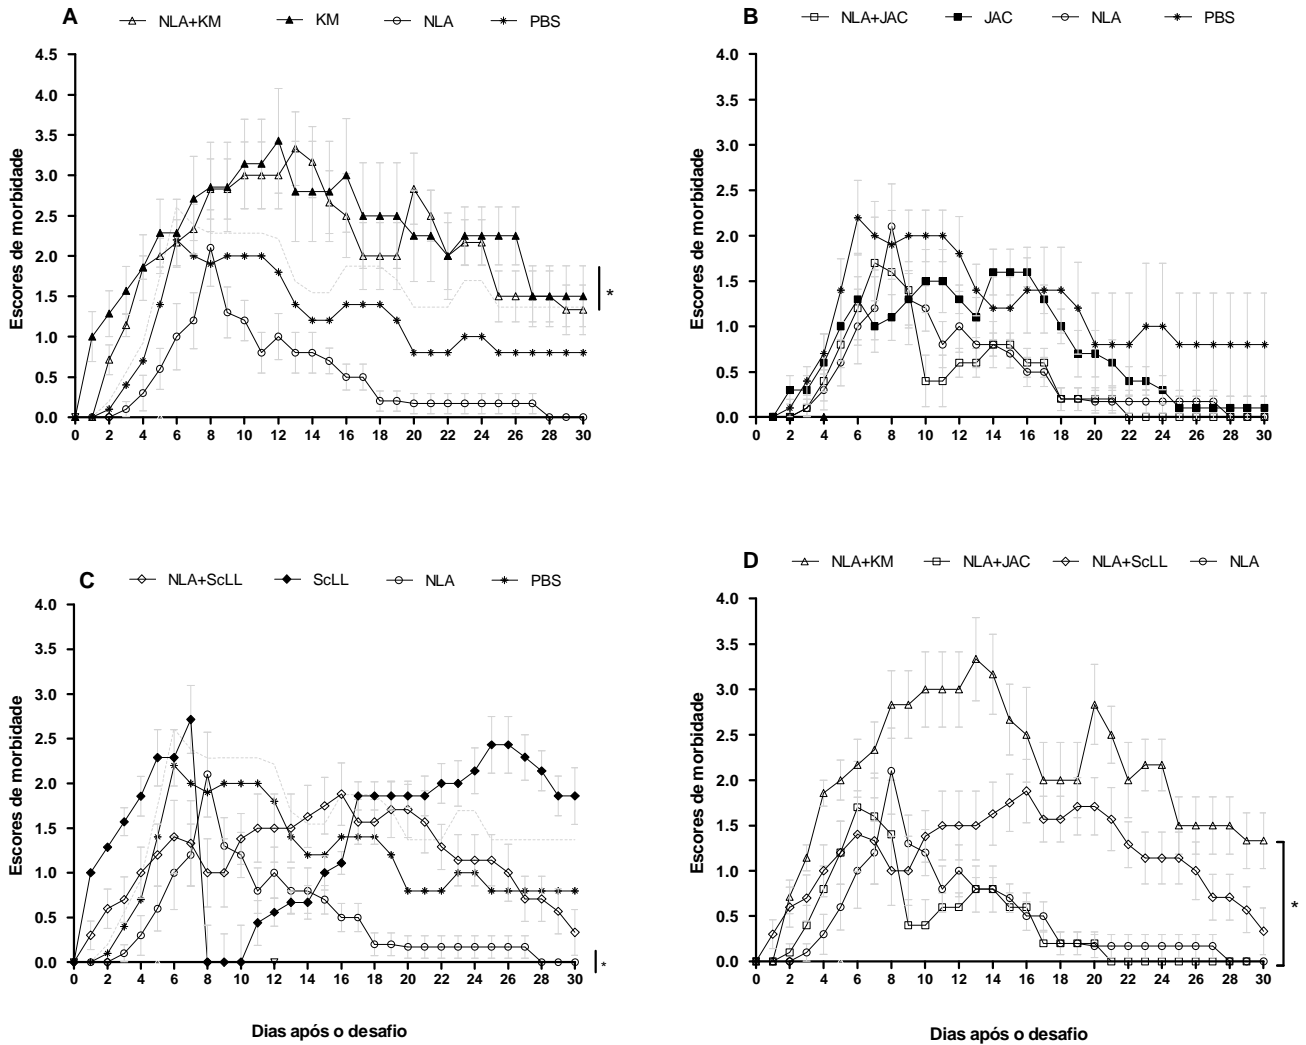 A NLA+KM KM NLA PBS
4.5
4.0
3.5
3.0
2.5
2.0
1.5
1.0
0.5
0.0
Escores de morbidade
0 2 4 6 8 10 12 14 16 18 20 22 24 26 28 30
*
B NLA+JAC JAC NLA PBS
4.0
3.5
3.0
2.5
2.0
1.5
1.0
0.5
0.0
Escores de morbidade
0 2 4 6 8 10 12 14 16 18 20 22 24 26 28 30
C NLA+ScLL ScLL NLA PBS
4.0
3.5
3.0
2.5
2.0
1.5
1.0
0.5
0.0
Escores de morbidade
0 2 4 6 8 10 12 14 16 18 20 22 24 26 28 30
*
Dias após o desafio
D NLA+KM NLA+JAC NLA+ScLL NLA
4.0
3.5
3.0
2.5
2.0
1.5
1.0
0.5
0.0
Escores de morbidade
0 2 4 6 8 10 12 14 16 18 20 22 24 26 28 30
*
Dias após o desafio